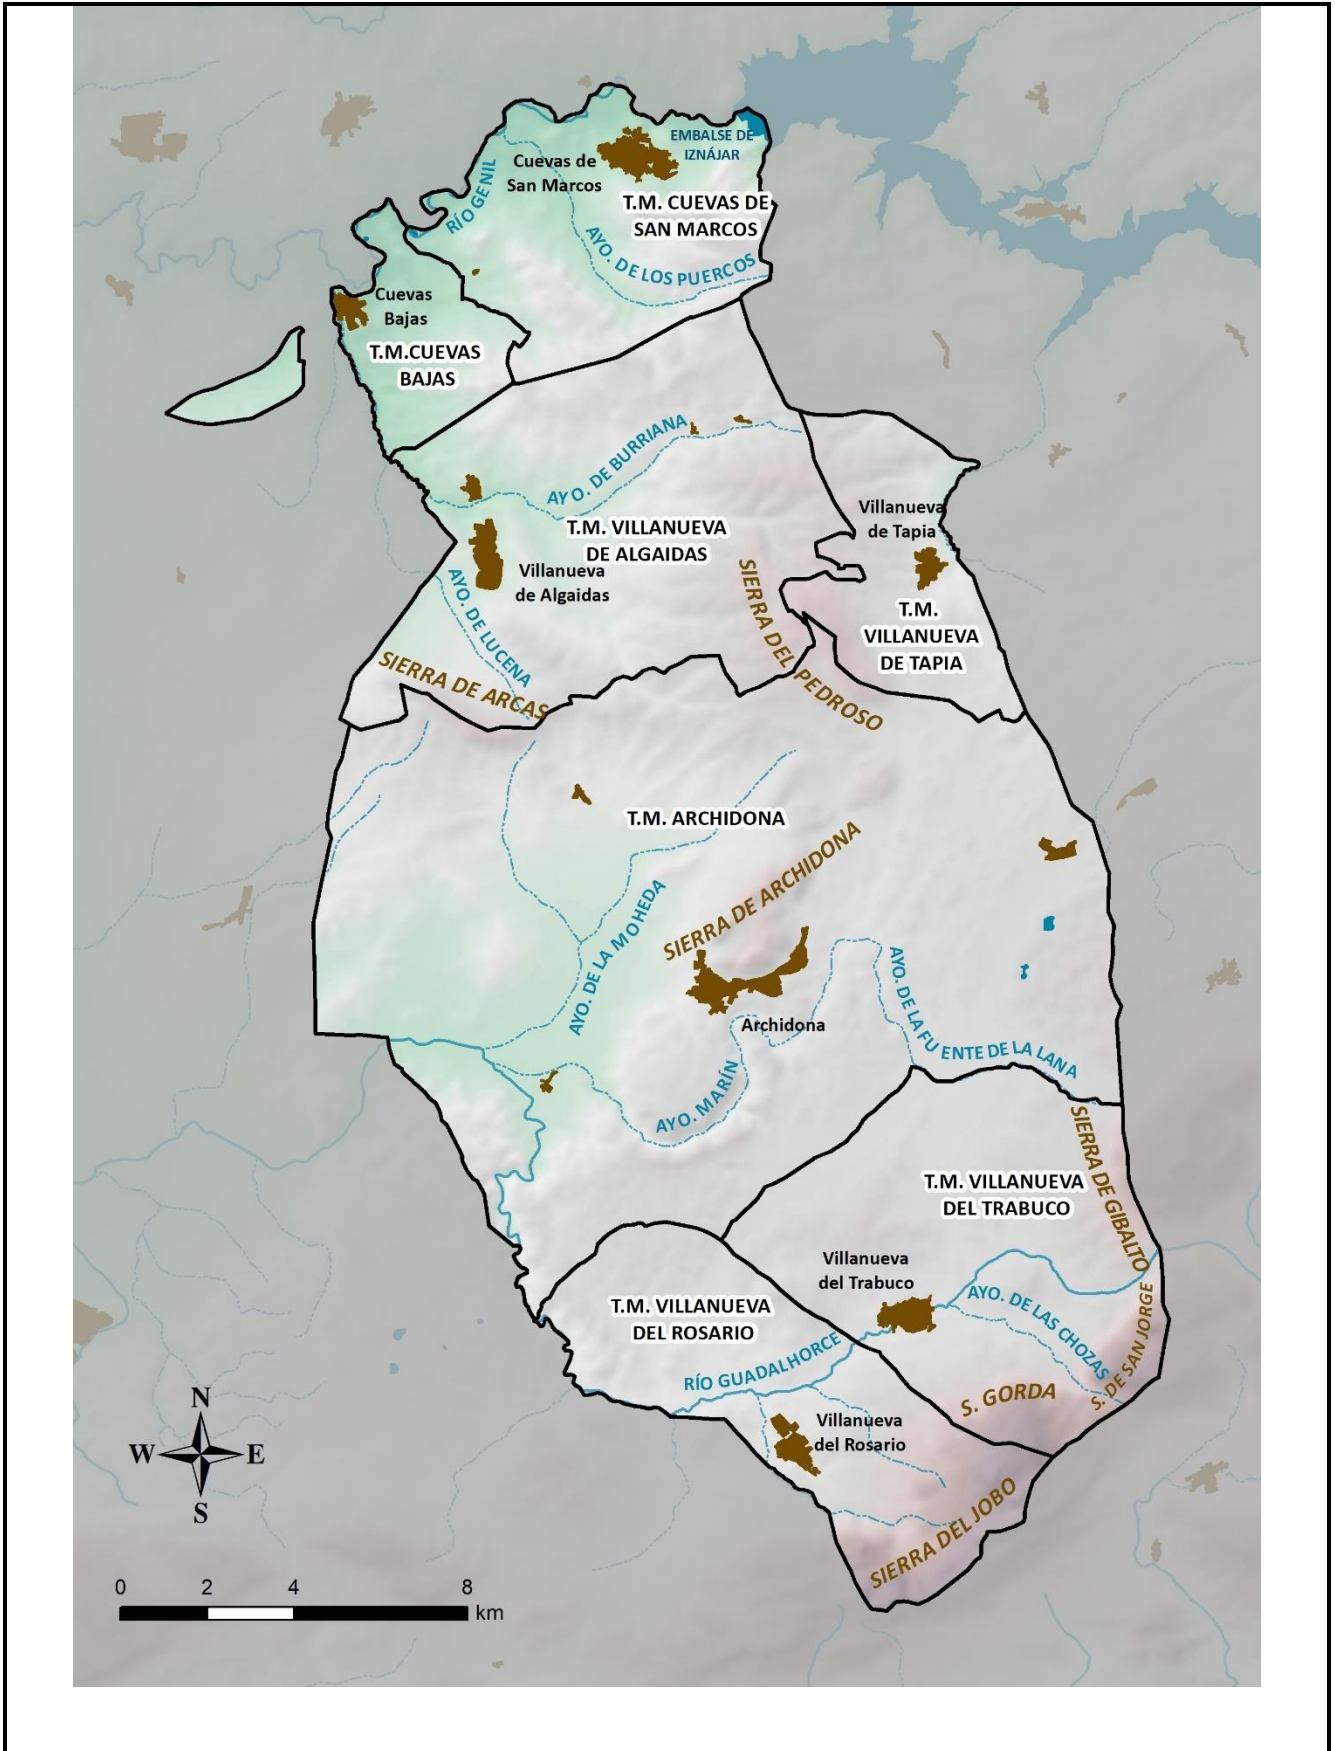 EMBALSE DE
IZNÁJAR
Cuevas de
San Marcos
RÍO GENIL
T.M. CUEVAS DE
SAN MARCOS
AYO. DE LOS PUERCOS
Cuevas
Bajas
T.M.CUEVAS
BAJAS
AYO. DE BURRIANA
T.M. VILLANUEVA
DE ALGAIDAS
Villanueva
de Tapia
Villanueva
de Algaidas
AYO. DE LUCENA
SIERRA DEL PEDROSO
T.M.
VILLANUEVA
DE TAPIA
SIERRA DE ARCAS
T.M. ARCHIDONA
SIERRA DE ARCHIDONA
AYO. DE LA MOHEDA
Archidona
AYO. DE LA FU ENTE DE LA LANA
AYO. MARÍN
SIERRA DE GIBALTO
T.M. VILLANUEVA
DEL TRABUCO
Villanueva
del Trabuco
T.M. VILLANUEVA
DEL ROSARIO
AYO. DE LAS CHOZAS
S. DE SAN JORGE
RÍO GUADALHORCE
S. GORDA
Villanueva
del Rosario
SIERRA DEL JOBO
N
W E
S
0 2 4 8
km